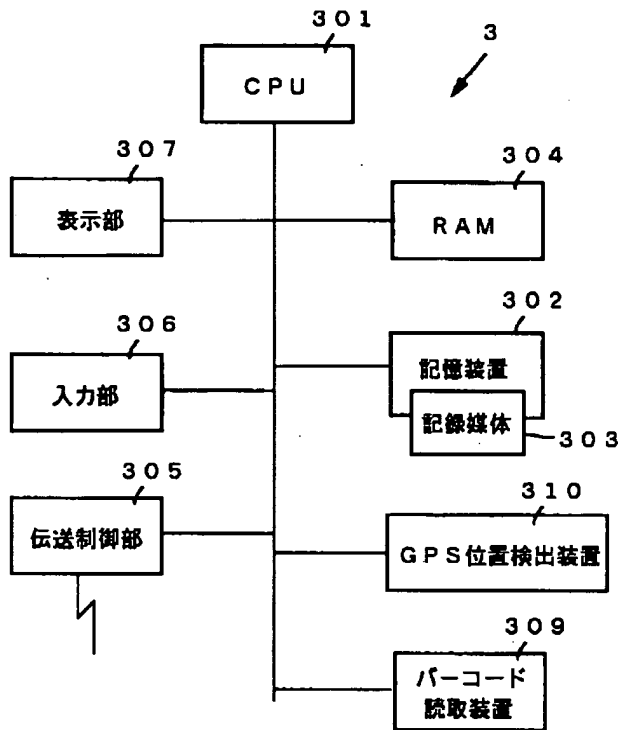 ３０１
３
ＣＰＵ
３０７
３０４
表示部
ＲＡＭ
３０６
３０２
入力部
記憶装置
記録媒体
３０３
３０５
３１０
伝送制御部
ＧＰＳ位置検出装置
３０９
バーコード
読取装置